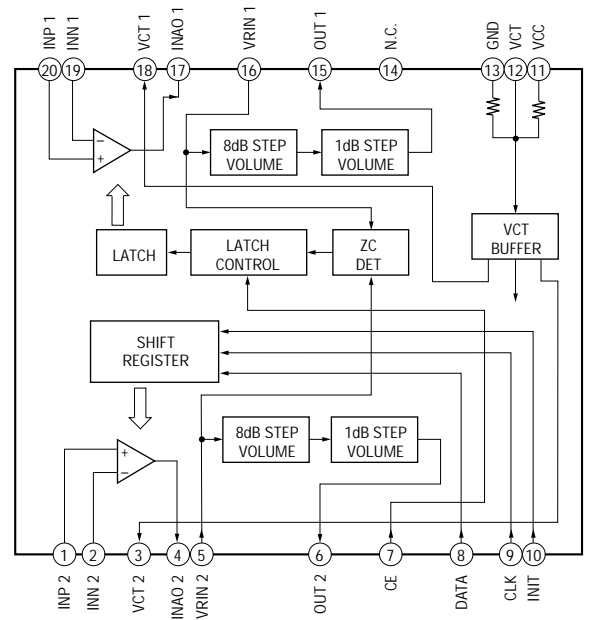 INP 1
INN 1
VCT 1
INAO 1
VRIN 1
OUT 1
N.C.
GND
VCT
VCC
20
19
18
17
16
15
14
13
12
11
−
+
8dB STEP
VOLUME
1dB STEP
VOLUME
VCT
BUFFER
LATCH
LATCH
CONTROL
ZC
DET
SHIFT
REGISTER
8dB STEP
VOLUME
1dB STEP
VOLUME
+
−
1
2
3
4
5
6
7
8
9
10
INP 2
INN 2
VCT 2
INAO 2
VRIN 2
OUT 2
CE
DATA
CLK
INIT